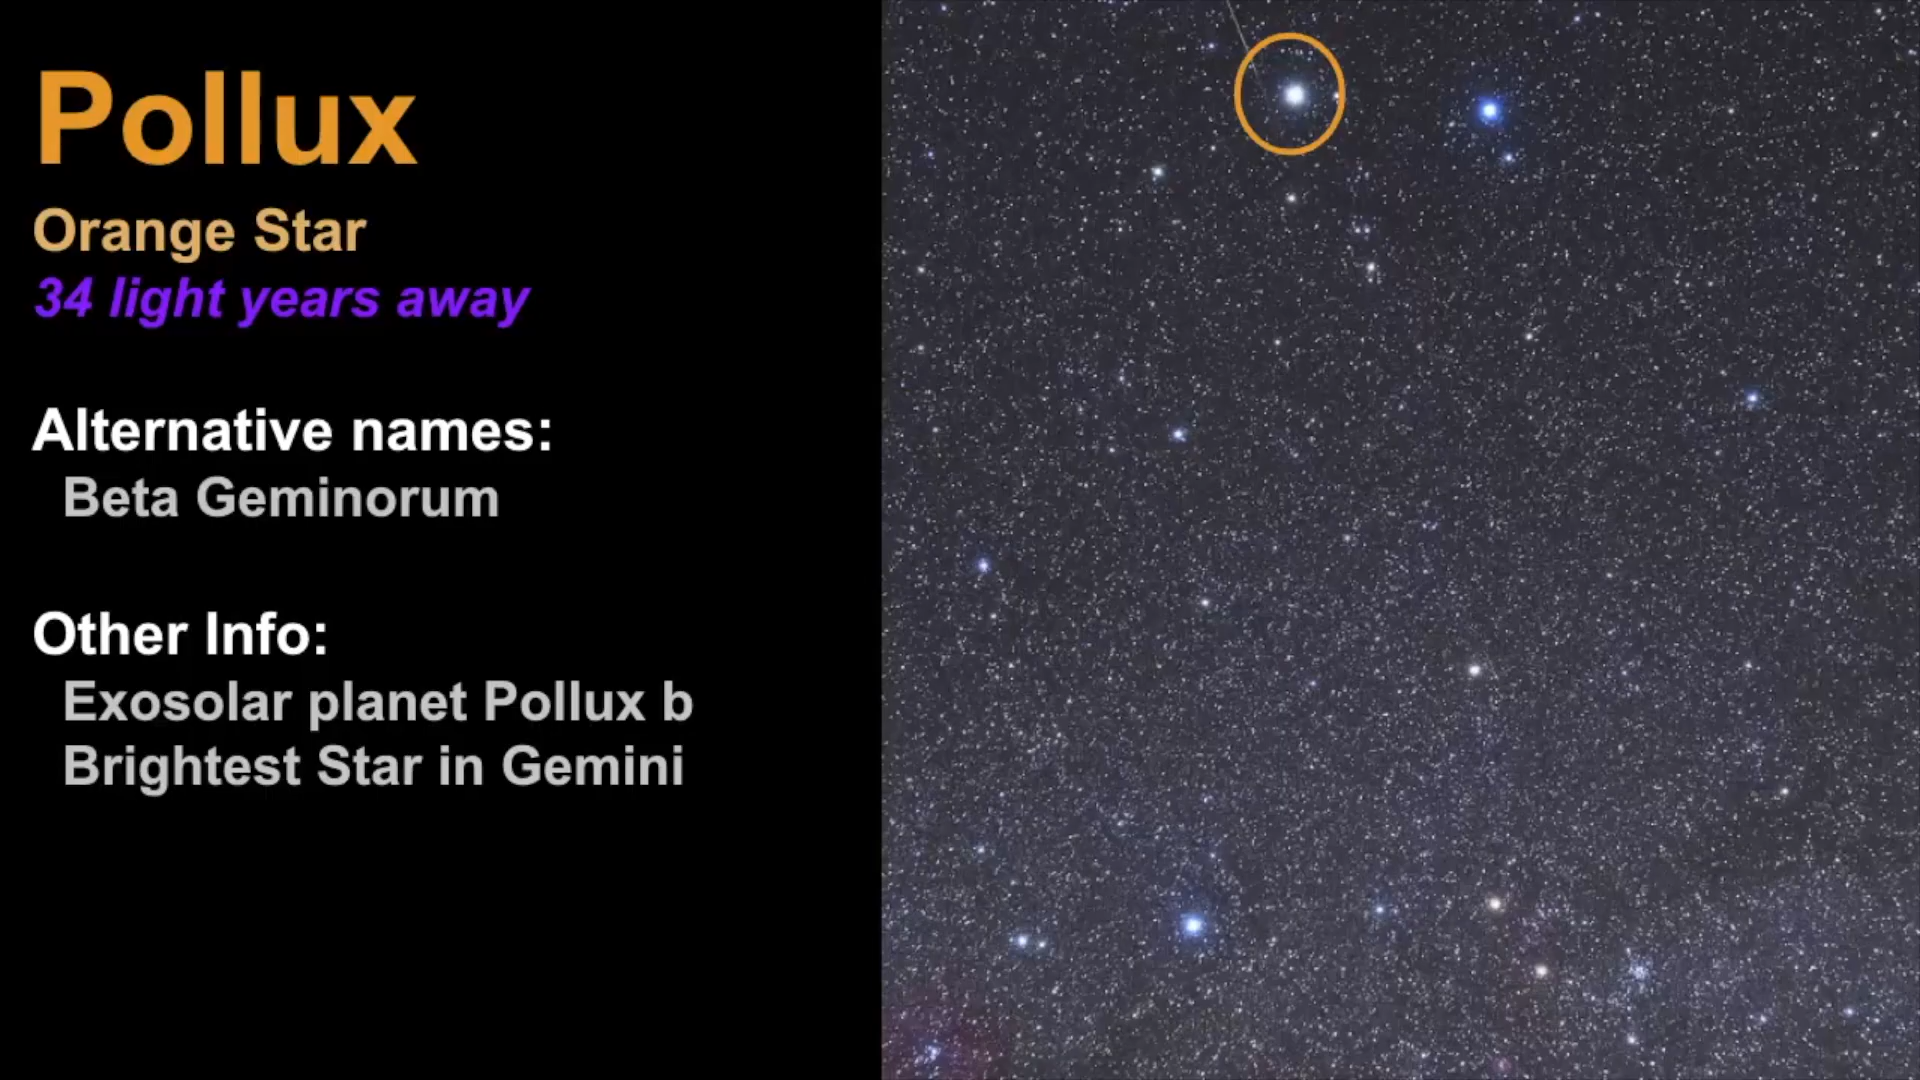 Pollux
Orange Star
34 light years away
Alternative names:
Beta Geminorum
Other Info:
Exosolar planet Pollux b
Brightest Star in Gemini